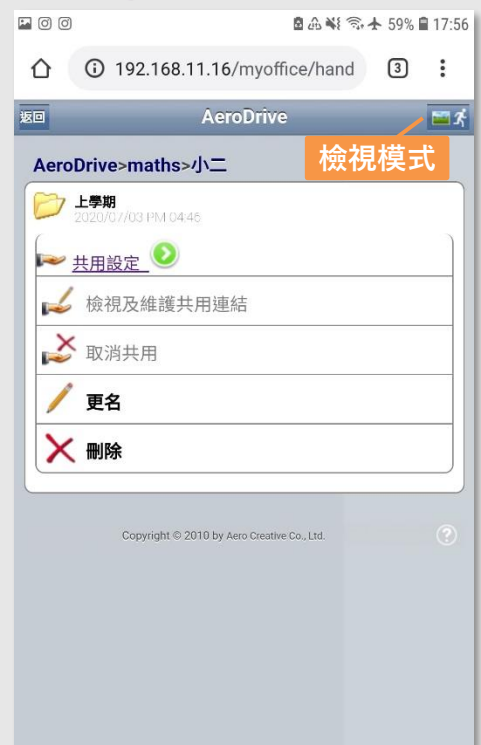 59% 17:56
192.168.11.16/myoffice/hand 3
返回 AeroDrive
檢視模式
AeroDrive>maths>小二
上學期
2020/07/03 PM 04:46
共用設定
檢視及維護共用連結
取消共用
更名
刪除
Copyright © 2010 by Aero Creative Co., Ltd. ?